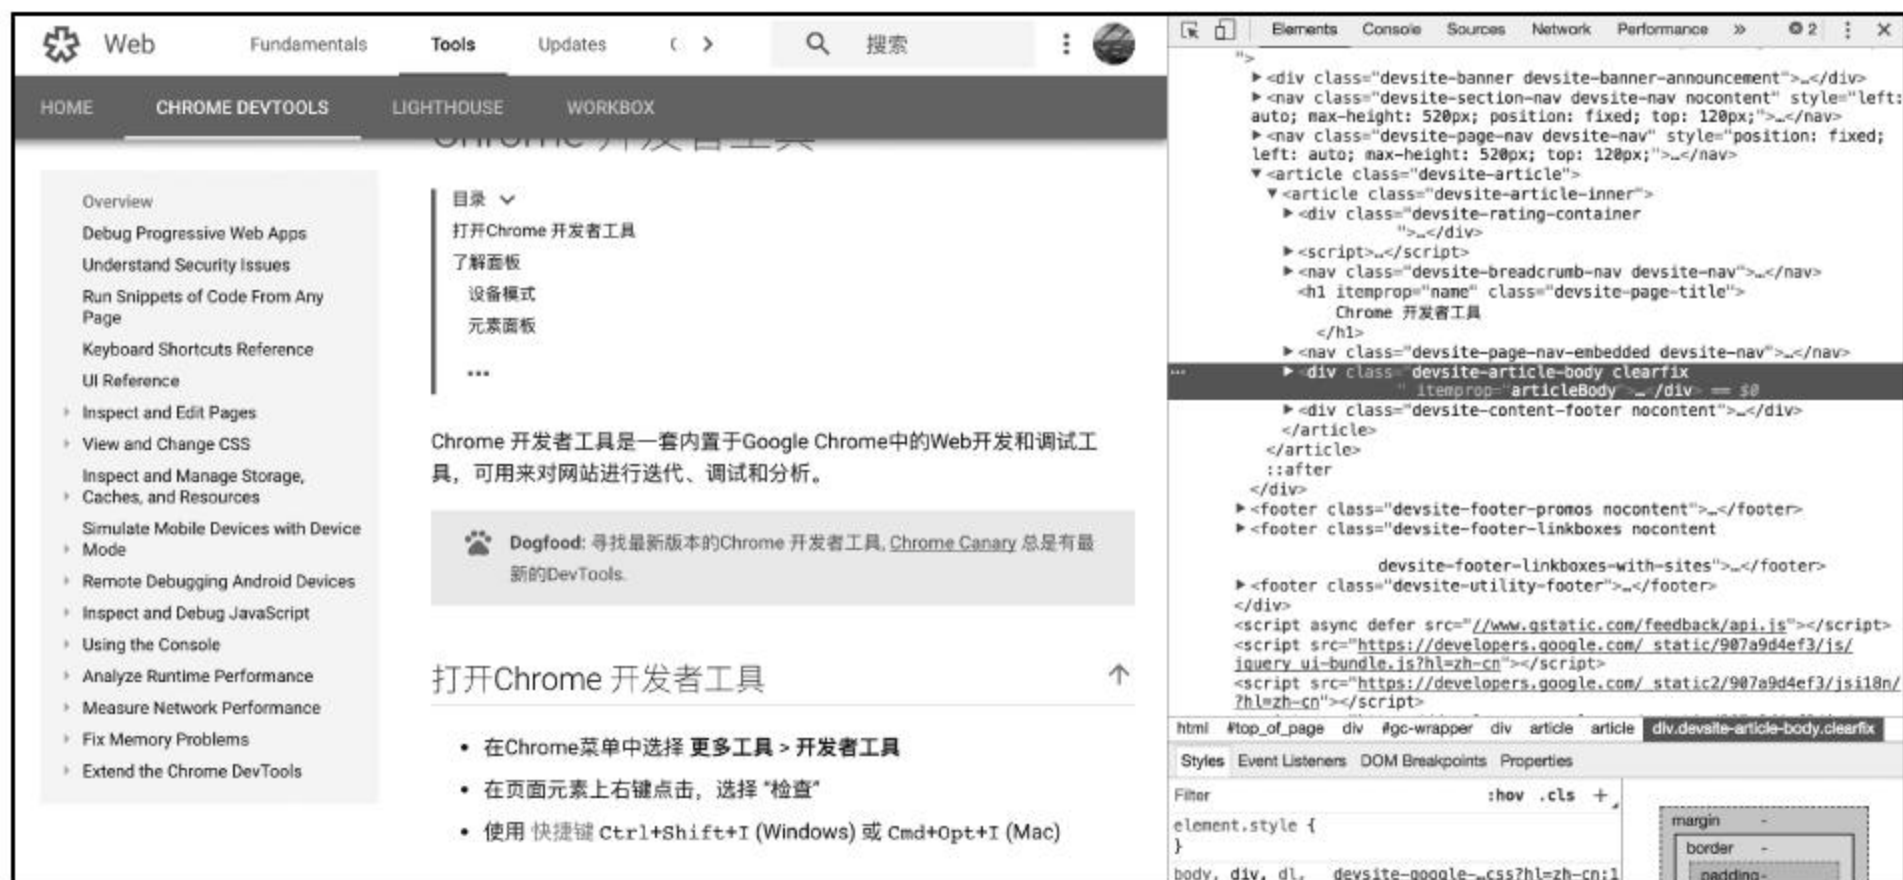 Web
Fundamentals
Tools
Updates
搜索
HOME
CHROME DEVTOOLS
LIGHTHOUSE
WORKBOX
Chrome 开发者工具
Overview
Debug Progressive Web Apps
Understand Security Issues
Run Snippets of Code From Any
Page
Keyboard Shortcuts Reference
UI Reference
Inspect and Edit Pages
View and Change CSS
Inspect and Manage Storage,
Caches, and Resources
Simulate Mobile Devices with Device
Mode
Remote Debugging Android Devices
Inspect and Debug JavaScript
Using the Console
Analyze Runtime Performance
Measure Network Performance
Fix Memory Problems
Extend the Chrome DevTools
目录
打开Chrome 开发者工具
了解面板
设备模式
元素面板
•••
Chrome 开发者工具是一套内置于Google Chrome中的Web开发和调试工
具，可用来对网站进行迭代、调试和分析。
Dogfood: 寻找最新版本的Chrome 开发者工具, Chrome Canary 总是有最
新的DevTools.
打开Chrome 开发者工具
• 在Chrome菜单中选择 更多工具 > 开发者工具
• 在页面元素上右键点击，选择 “检查”
• 使用 快捷键 Ctrl+Shift+I (Windows) 或 Cmd+Opt+I (Mac)
Elements Console Sources Network Performance » 2
">
<div class="devsite-banner devsite-banner-announcement">…</div>
<nav class="devsite-section-nav devsite-nav nocontent" style="left:
auto; max-height: 520px; position: fixed; top: 120px;">…</nav>
<nav class="devsite-page-nav devsite-nav" style="position: fixed;
left: auto; max-height: 520px; top: 120px;">…</nav>
<article class="devsite-article">
<article class="devsite-article-inner">
<div class="devsite-rating-container
">…</div>
<script>…</script>
<nav class="devsite-breadcrumb-nav devsite-nav">…</nav>
<h1 itemprop="name" class="devsite-page-title">
Chrome 开发者工具
</h1>
<nav class="devsite-page-nav-embedded devsite-nav">…</nav>
<div class="devsite-article-body clearfix
" itemprop="articleBody">…</div> == $0
<div class="devsite-content-footer nocontent">…</div>
</article>
</article>
::after
</div>
<footer class="devsite-footer-promos nocontent">…</footer>
<footer class="devsite-footer-linkboxes nocontent
devsite-footer-linkboxes-with-sites">…</footer>
<footer class="devsite-utility-footer">…</footer>
</div>
<script async defer src="//www.gstatic.com/feedback/api.js"></script>
<script src="https://developers.google.com/_static/907a9d4ef3/js/
jquery_ui-bundle.js?hl=zh-cn"></script>
<script src="https://developers.google.com/_static2/907a9d4ef3/jsi18n/
?hl=zh-cn"></script>
html #top_of_page div #gc-wrapper div article article div.devsite-article-body.clearfix
Styles Event Listeners DOM Breakpoints Properties
Filter :hov .cls +
element.style {
}
body, div, dl, devsite-google-…css?hl=zh-cn:1
margin -
border -
padding-